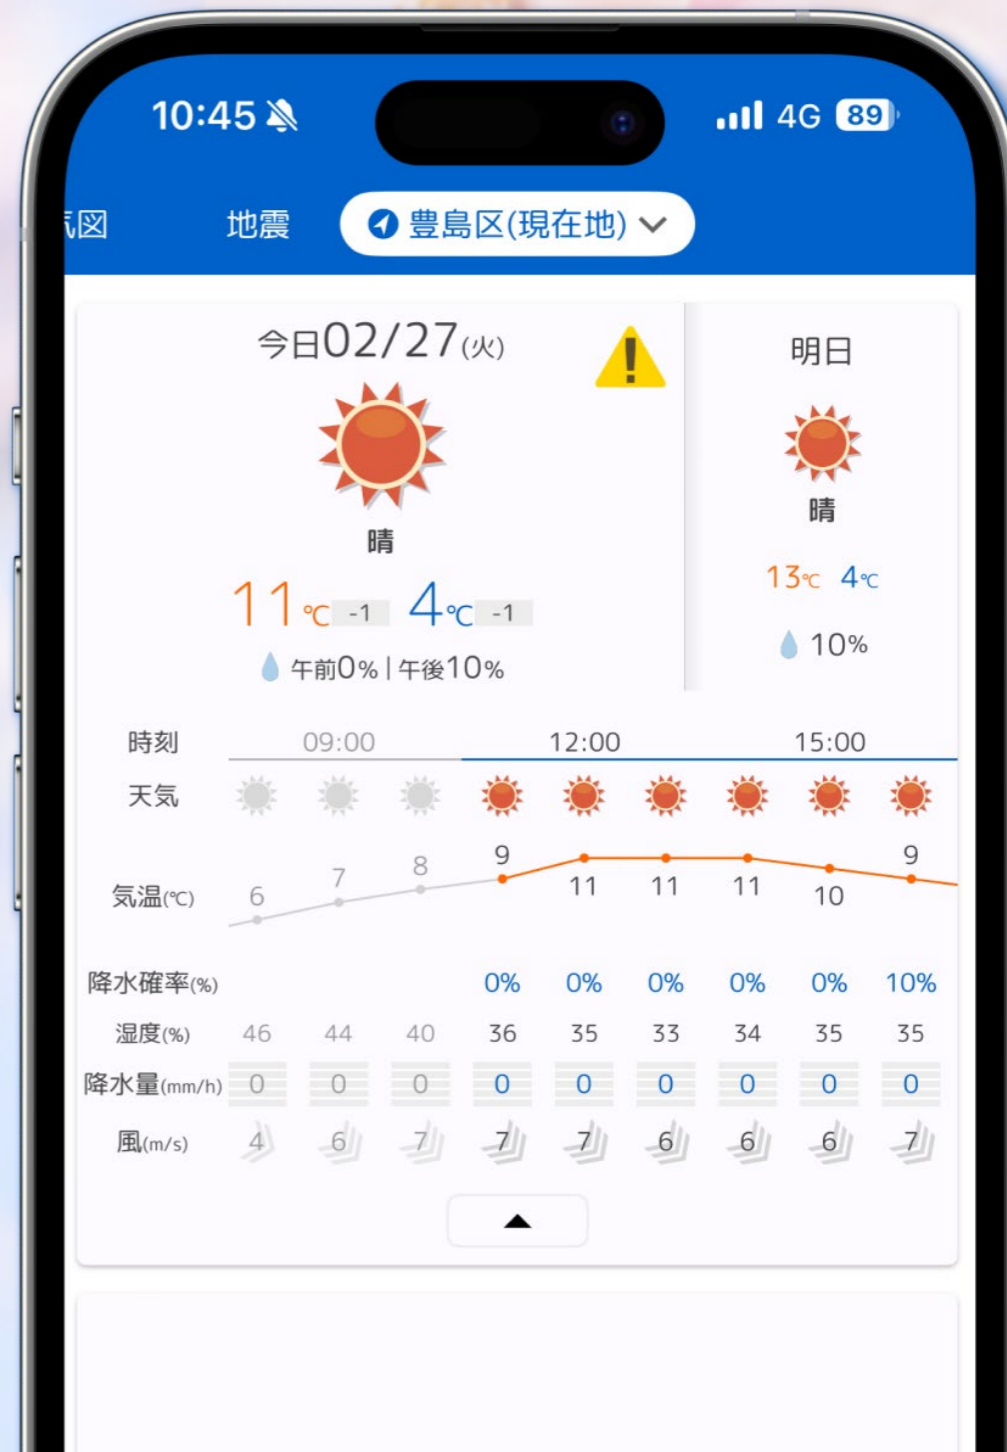 10:45 4G 89
気図 地震 豊島区(現在地)
今日02/27(火)
明日
晴
晴
11℃ -1 4℃ -1
13℃ 4℃
午前0% | 午後10%
10%
時刻 09:00 12:00 15:00
天気
気温(℃) 6 7 8 9 11 11 11 10 9
降水確率(%) 0% 0% 0% 0% 0% 10%
湿度(%) 46 44 40 36 35 33 34 35 35
降水量(mm/h) 0 0 0 0 0 0 0 0 0
風(m/s) 4 6 7 7 7 6 6 6 7